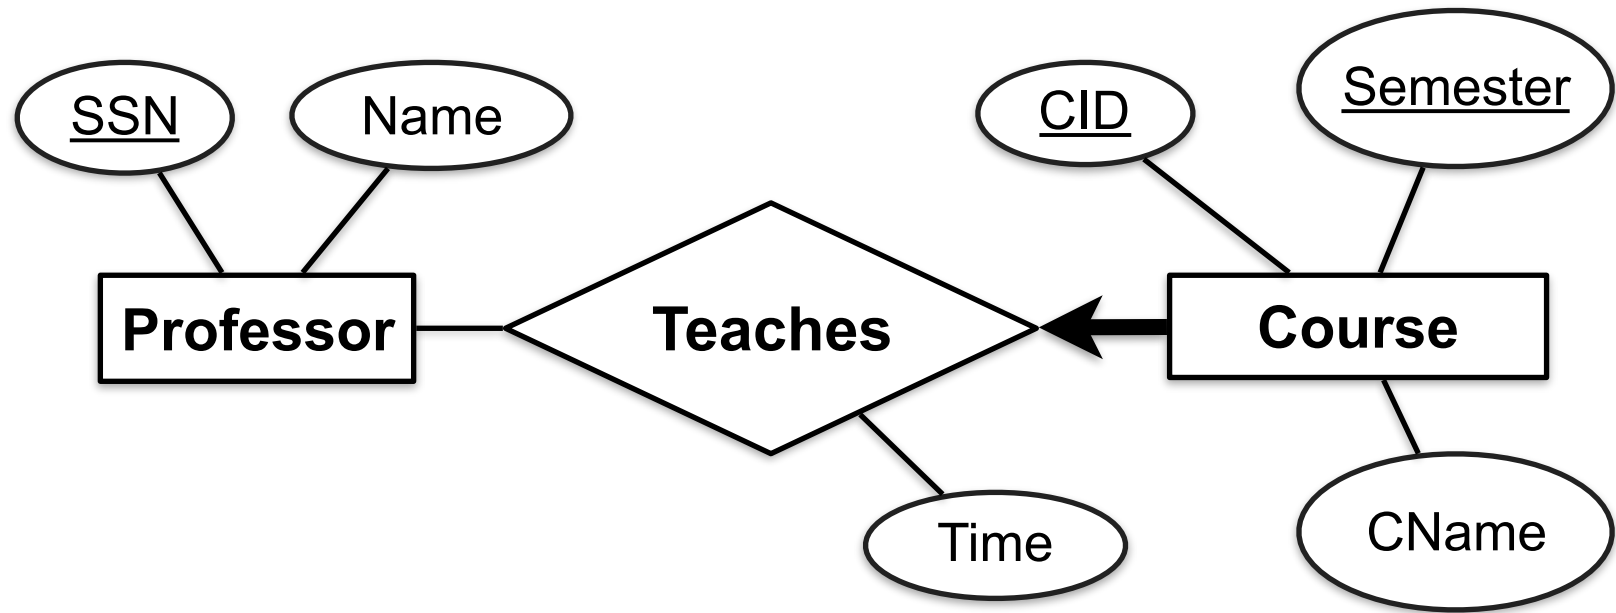 SSN
Name
CID
Semester
Professor
Teaches
Course
Time
CName